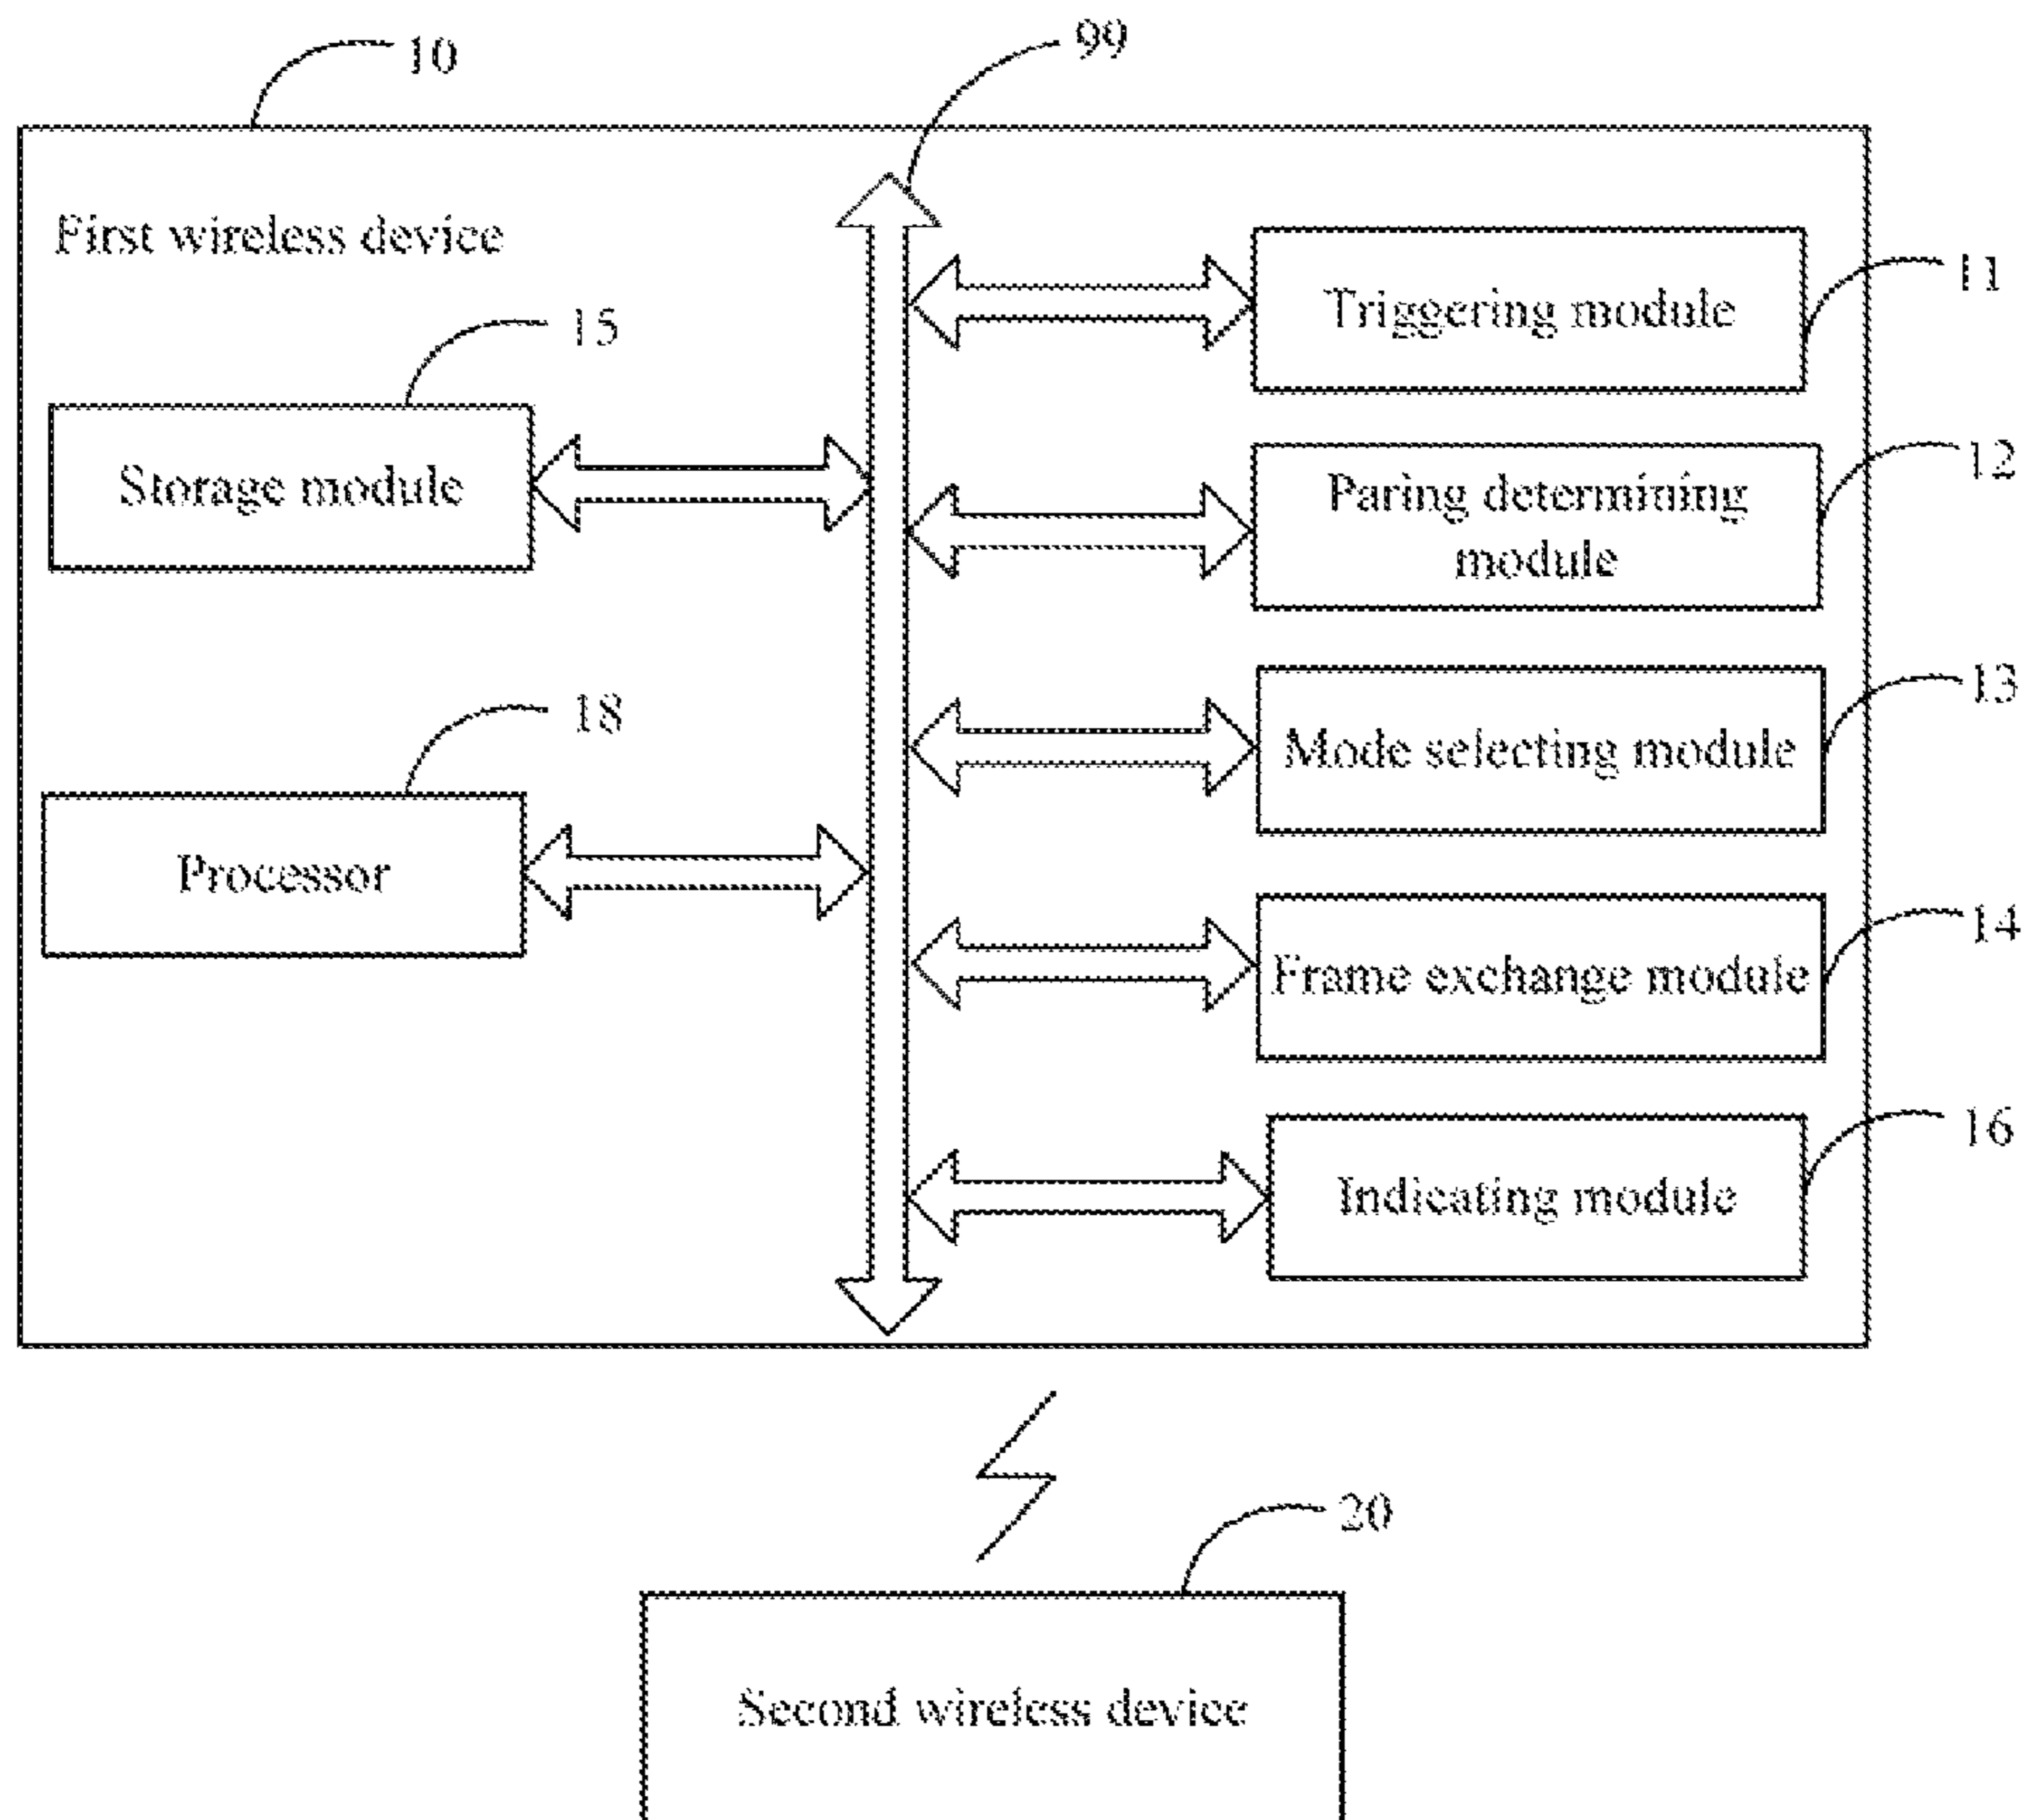 10
99
First wireless device
Triggering module
11
15
Storage module
Paring determining
module
12
18
Processor
Mode selecting module
13
Frame exchange module
14
Indicating module
16
20
Second wireless device